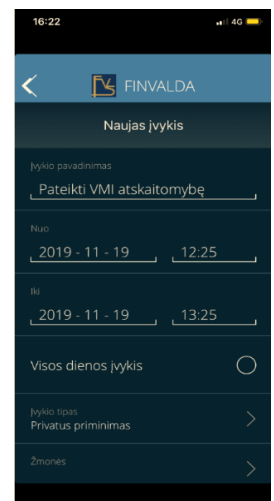 16:22
4G
FVS FINVALDA
Naujas įvykis
Įvykio pavadinimas
Pateikti VMI atskaitomybę
Nuo
2019 - 11 - 19 12:25
Iki
2019 - 11 - 19 13:25
Visos dienos įvykis
Įvykio tipas
Privatus priminimas
Žmonės